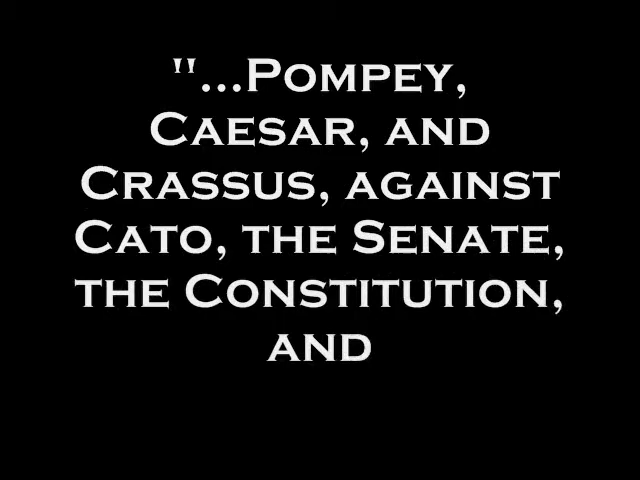 "...Pompey,
Caesar, and
Crassus, against
Cato, the Senate,
the Constitution,
and